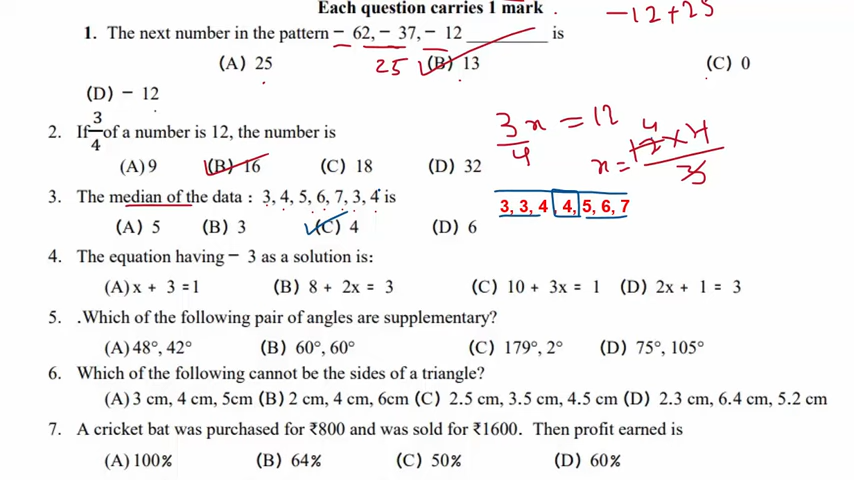 Each question carries 1 mark
-12+25
1. The next number in the pattern − 62, − 37, − 12 __________ is
25
(A) 25 (B) 13 (C) 0
(D) − 12
2. If 3/4 of a number is 12, the number is
3x/4 = 12
x = 12 4 × 4 / 3
(A) 9 (B) 16 (C) 18 (D) 32
3. The median of the data : 3, 4, 5, 6, 7, 3, 4 is
3, 3, 4, 4, 5, 6, 7
(A) 5 (B) 3 (C) 4 (D) 6
4. The equation having − 3 as a solution is:
(A) x + 3 =1 (B) 8 + 2x = 3 (C) 10 + 3x = 1 (D) 2x + 1 = 3
5. .Which of the following pair of angles are supplementary?
(A) 48°, 42° (B) 60°, 60° (C) 179°, 2° (D) 75°, 105°
6. Which of the following cannot be the sides of a triangle?
(A) 3 cm, 4 cm, 5cm (B) 2 cm, 4 cm, 6cm (C) 2.5 cm, 3.5 cm, 4.5 cm (D) 2.3 cm, 6.4 cm, 5.2 cm
7. A cricket bat was purchased for ₹800 and was sold for ₹1600. Then profit earned is
(A) 100% (B) 64% (C) 50% (D) 60%